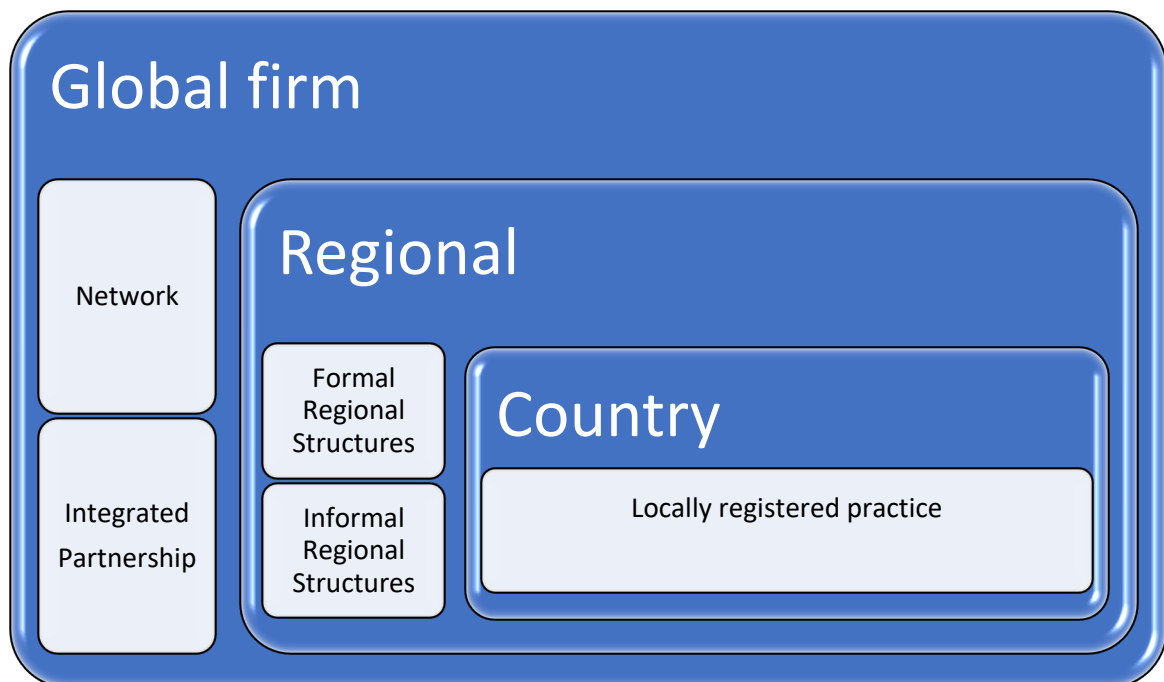 Global firm
Network
Integrated
Partnership
Regional
Formal
Regional
Structures
Informal
Regional
Structures
Country
Locally registered practice